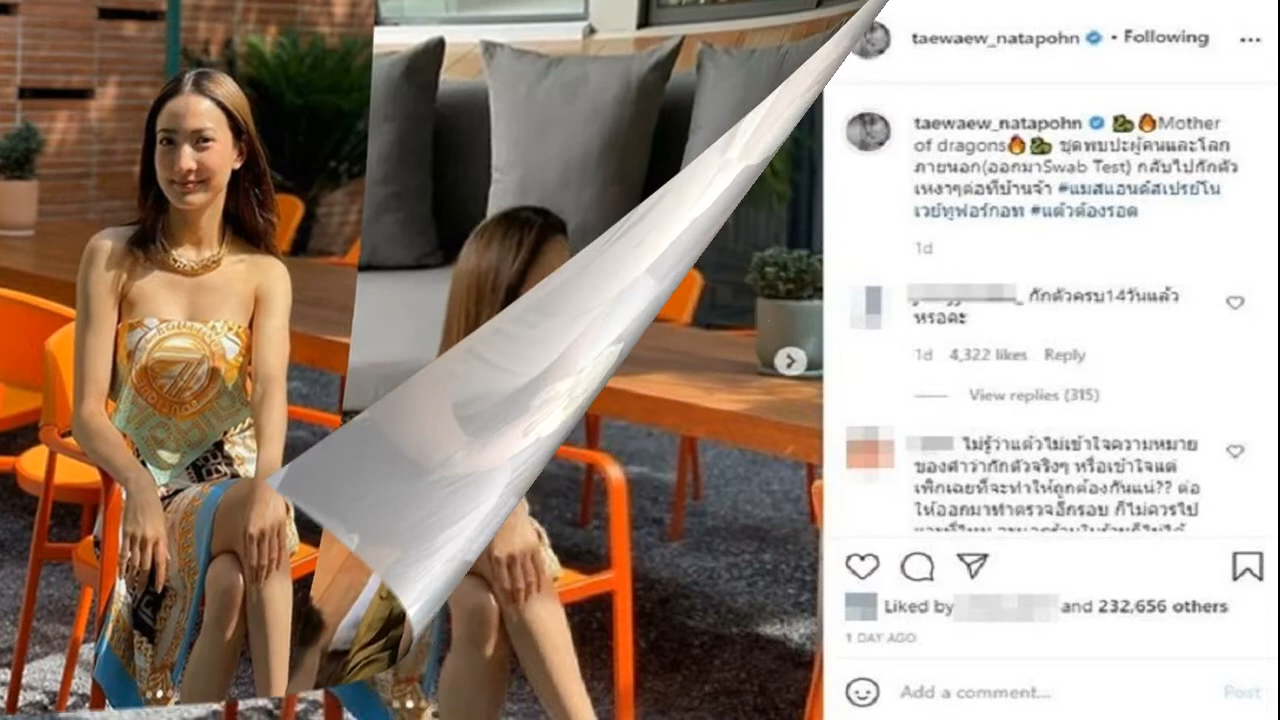 taewaew_natapohn • Following
taewaew_natapohn Mother
of dragons ชุดพบปะผู้คนและโลก
ภายนอก(ออกมาSwab Test) กลับไปกักตัว
เหงาๆต่อที่บ้านจ้า #แมสแอนด์สเปรย์โน
เวย์ทูฟอร์กอท #แต้วต้องรอด
1d
กักตัวครบ14วันแล้ว
หรอคะ
1d 4,322 likes Reply
View replies (315)
ไม่รู้ว่าแต้วไม่เข้าใจความหมาย
ของคำว่ากักตัวจริงๆ หรือเข้าใจแต่
เพิกเฉยที่จะทำให้ถูกต้องกันแน่?? ต่อ
ให้ออกมาทำตรวจอีกรอบ ก็ไม่ควรไป
Liked by and 232,656 others
1 DAY AGO
Add a comment... Post